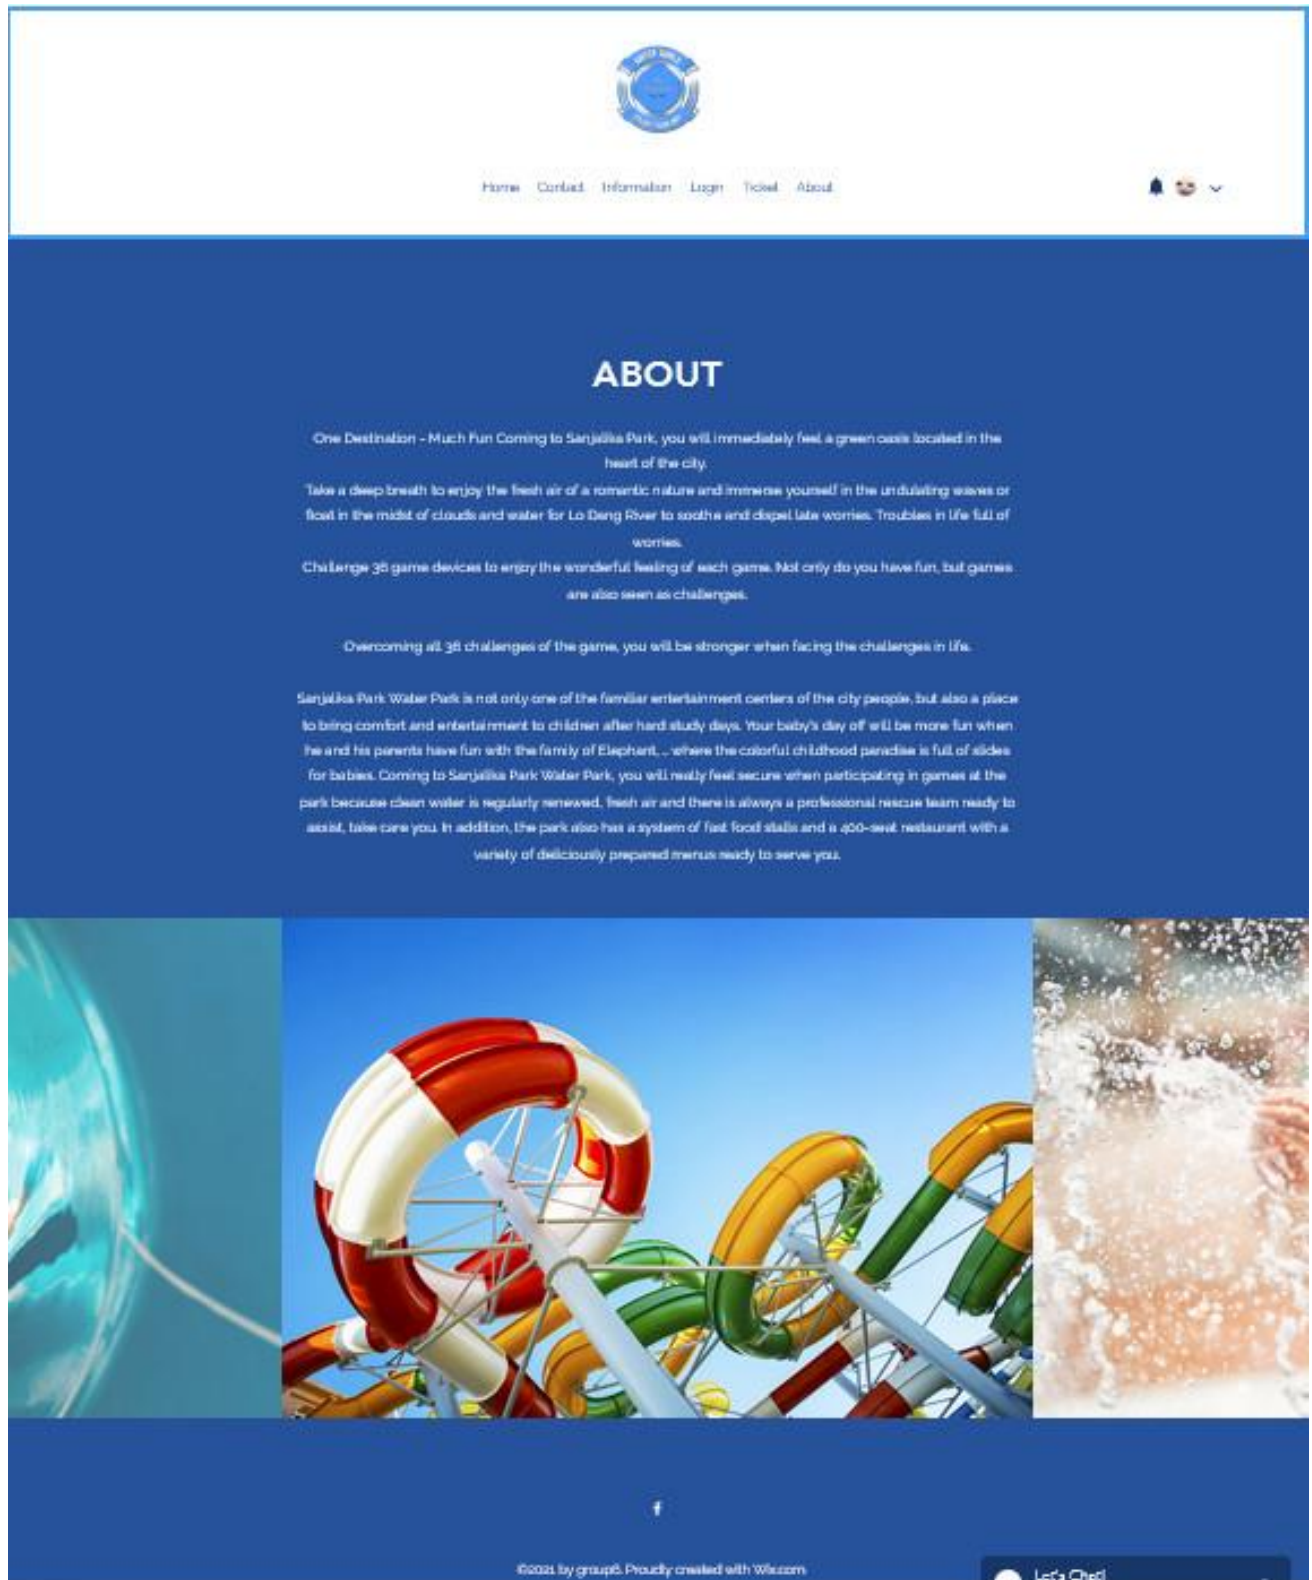 Home Contact Information Login Ticket About
ABOUT
One Destination - Much Fun Coming to Sanjalika Park, you will immediately feel a green oasis located in the
heart of the city.
Take a deep breath to enjoy the fresh air of a romantic nature and immerse yourself in the undulating waves or
float in the midst of clouds and water for Lo Dang River to soothe and dispel late worries. Troubles in life full of
worries.
Challenge 36 game devices to enjoy the wonderful feeling of each game. Not only do you have fun, but games
are also seen as challenges.
Overcoming all 36 challenges of the game, you will be stronger when facing the challenges in life.
Sanjalika Park Water Park is not only one of the familiar entertainment centers of the city people, but also a place
to bring comfort and entertainment to children after hard study days. Your baby's day off will be more fun when
he and his parents have fun with the family of Elephant, ... where the colorful childhood paradise is full of slides
for babies. Coming to Sanjalika Park Water Park, you will really feel secure when participating in games at the
park because clean water is regularly renewed, fresh air and there is always a professional rescue team ready to
assist, take care you. In addition, the park also has a system of fast food stalls and a 400-seat restaurant with a
variety of deliciously prepared menus ready to serve you.
f
©2021 by group6. Proudly created with Wix.com
Let's Chat!